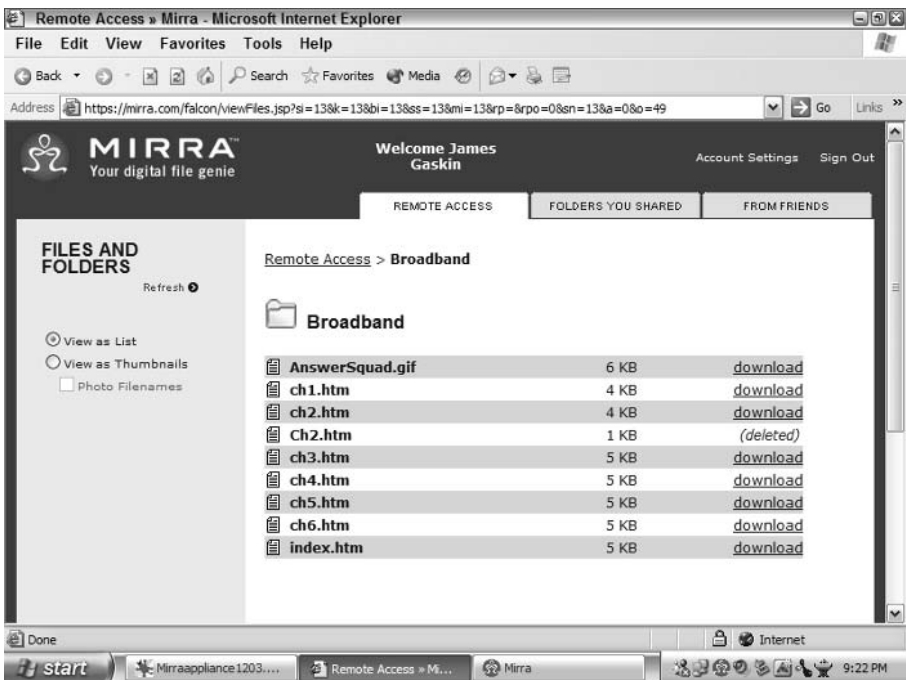 Remote Access » Mirra - Microsoft Internet Explorer
File Edit View Favorites Tools Help
Back Search Favorites Media
Address https://mirra.com/falcon/viewFiles.jsp?si=13&k=13&bi=13&ss=13&mi=13&rp=&rpo=0&sn=13&a=0&o=49 Go Links »
MIRRA™
Your digital file genie
Welcome James
Gaskin
Account Settings Sign Out
REMOTE ACCESS FOLDERS YOU SHARED FROM FRIENDS
FILES AND
FOLDERS
Refresh
View as List
View as Thumbnails
Photo Filenames
Remote Access > Broadband
Broadband
AnswerSquad.gif 6 KB download
ch1.htm 4 KB download
ch2.htm 4 KB download
Ch2.htm 1 KB (deleted)
ch3.htm 5 KB download
ch4.htm 5 KB download
ch5.htm 5 KB download
ch6.htm 5 KB download
index.htm 5 KB download
Done Internet
start Mirraappliance1203.... Remote Access » Mi... Mirra 9:22 PM